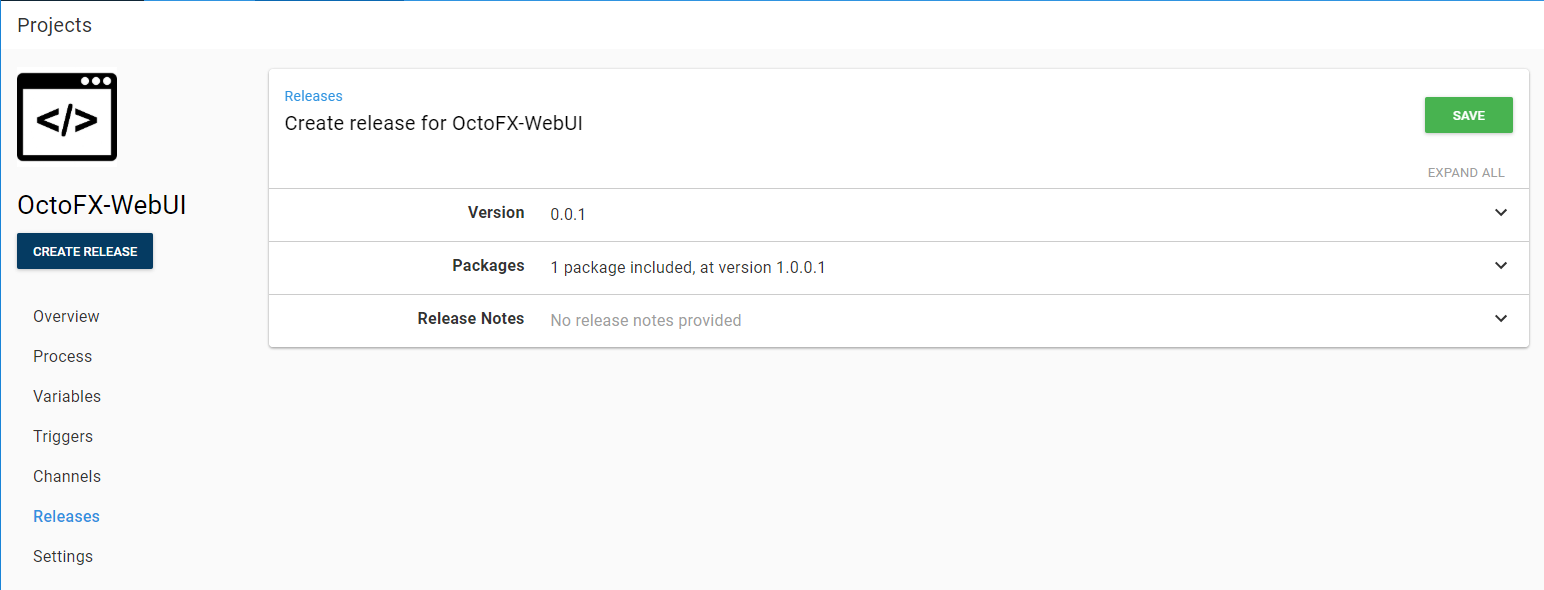 Projects
</>
OctoFX-WebUI
CREATE RELEASE
Overview
Process
Variables
Triggers
Channels
Releases
Settings
Releases
Create release for OctoFX-WebUI
SAVE
EXPAND ALL
Version 0.0.1
Packages 1 package included, at version 1.0.0.1
Release Notes No release notes provided